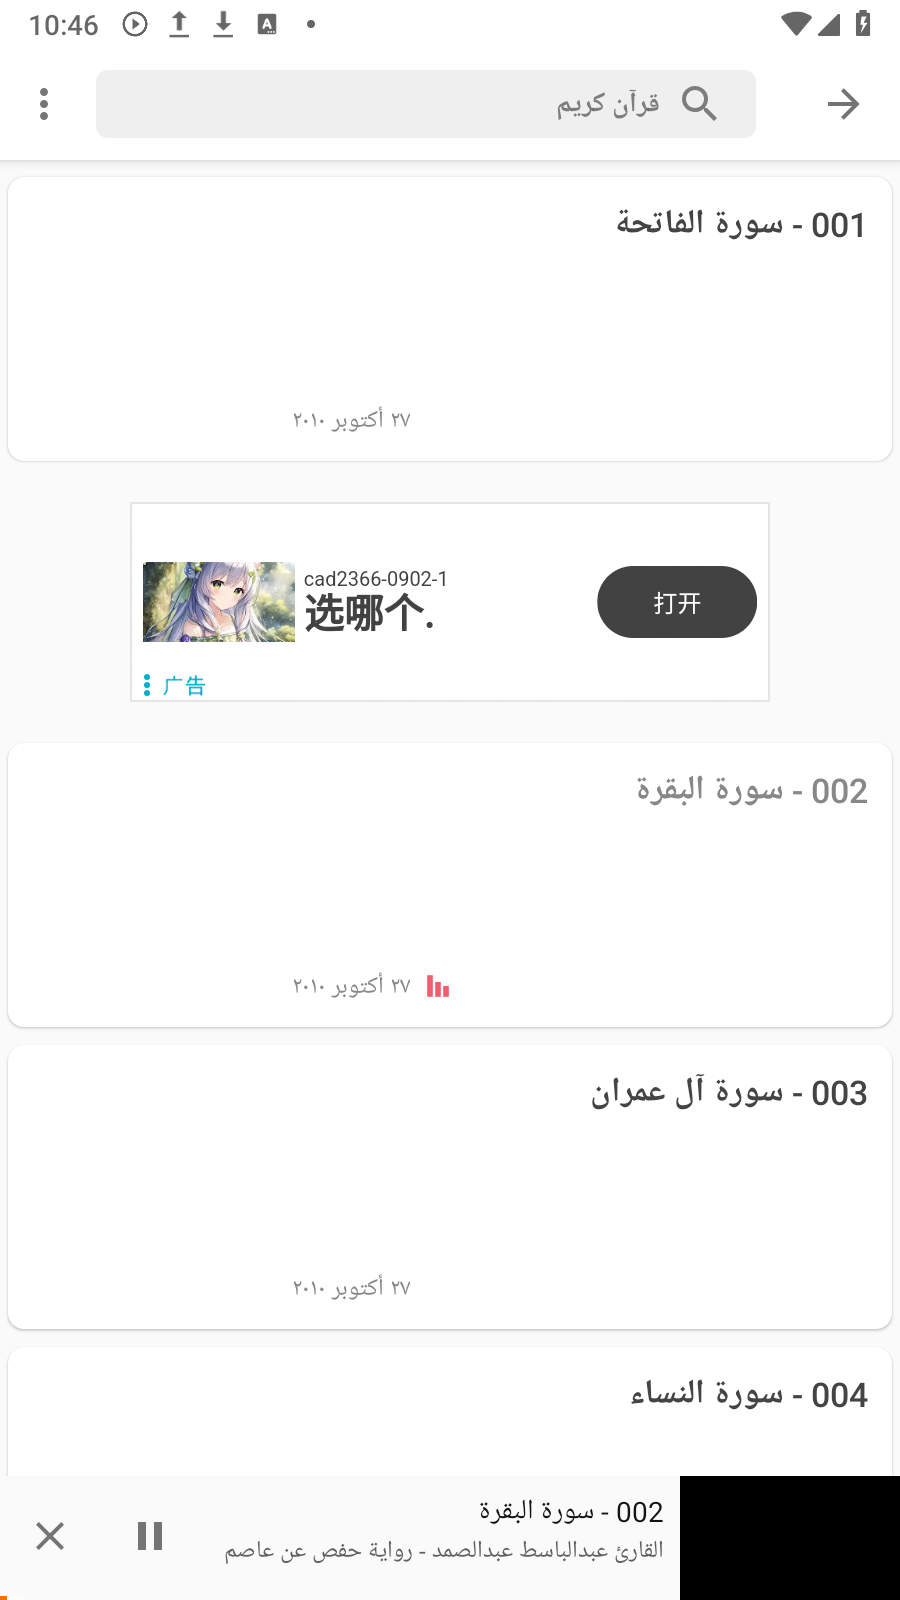 10:46
قرآن كريم
001 - سورة الفاتحة
٢٧ أكتوبر ٢٠١٠
cad2366-0902-1
选哪个.
打开
广告
002 - سورة البقرة
٢٧ أكتوبر ٢٠١٠
003 - سورة آل عمران
٢٧ أكتوبر ٢٠١٠
004 - سورة النساء
002 - سورة البقرة
القارئ عبدالباسط عبدالصمد - رواية حفص عن عاصم